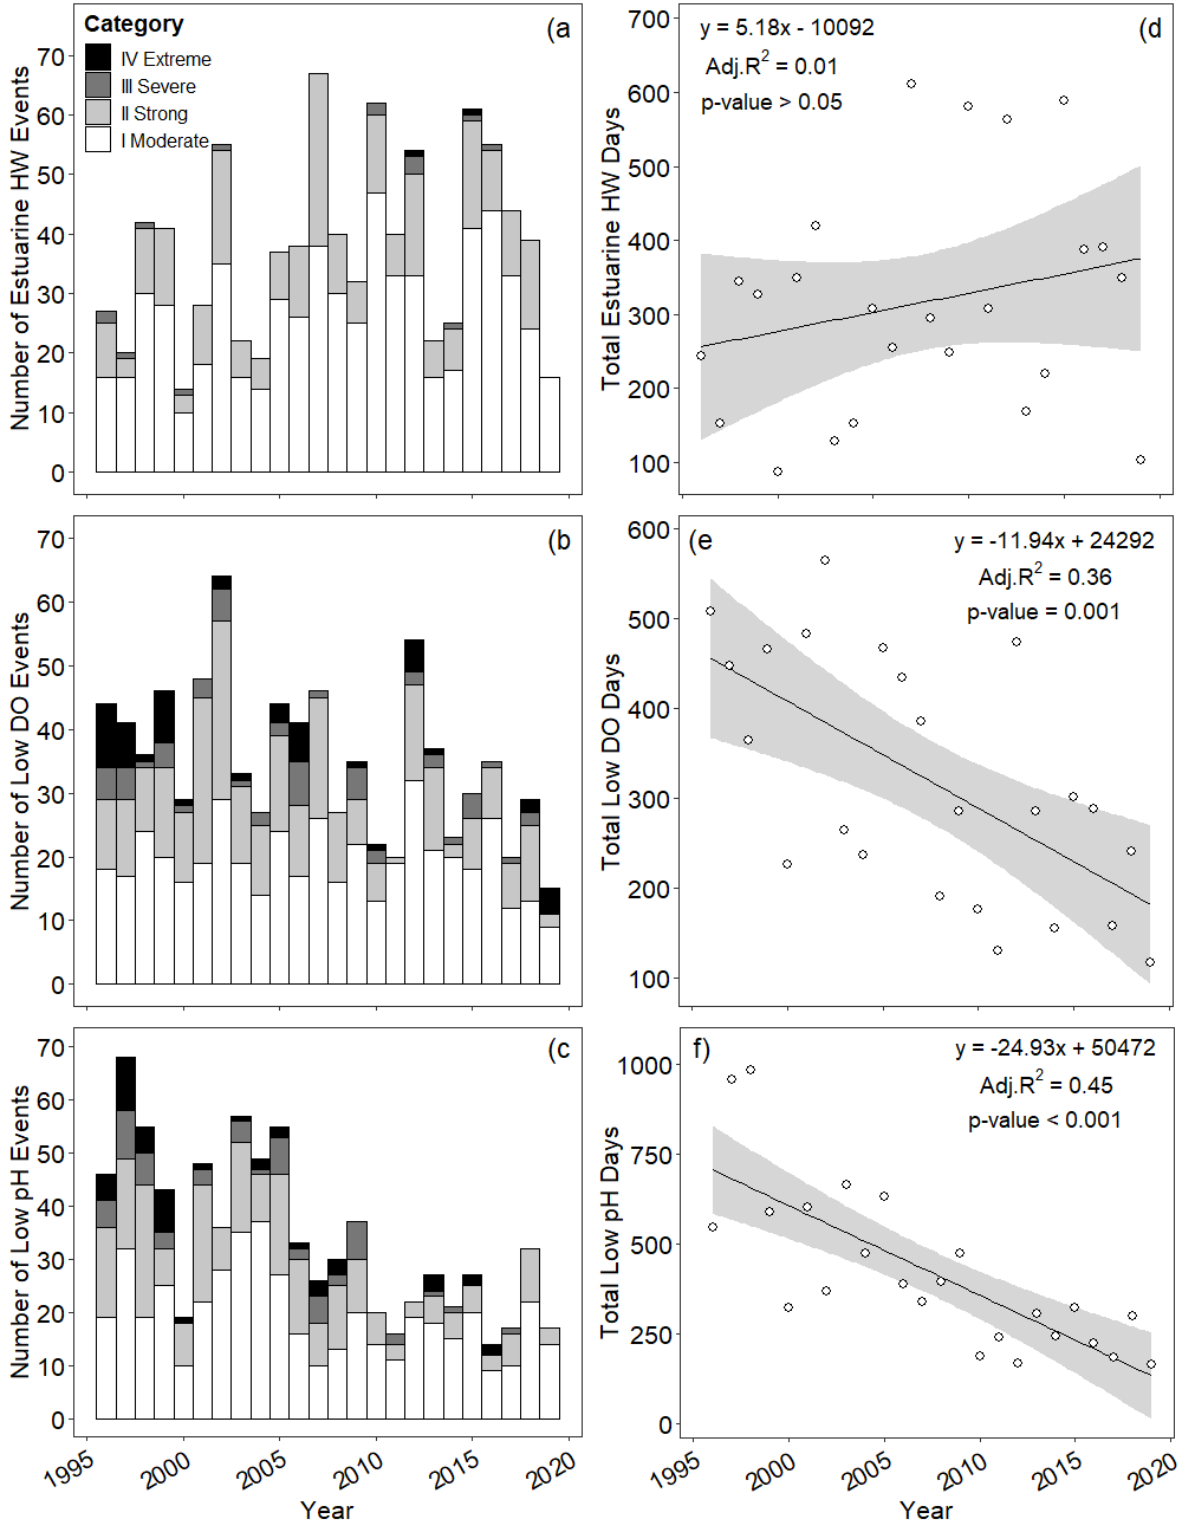 Category
IV Extreme
III Severe
II Strong
I Moderate
(a
Number of Estuarine HW Events
70
60
50
40
30
20
10
0
y = 5.18x - 10092
Adj.R² = 0.01
p-value > 0.05
(d
Total Estuarine HW Days
700
600
500
400
300
200
100
(b
Number of Low DO Events
70
60
50
40
30
20
10
0
(e
y = -11.94x + 24292
Adj.R² = 0.36
p-value = 0.001
Total Low DO Days
600
500
400
300
200
100
(c
Number of Low pH Events
70
60
50
40
30
20
10
0
1995
2000
2005
2010
2015
2020
Year
f)
y = -24.93x + 50472
Adj.R² = 0.45
p-value < 0.001
Total Low pH Days
1000
750
500
250
0
1995
2000
2005
2010
2015
2020
Year